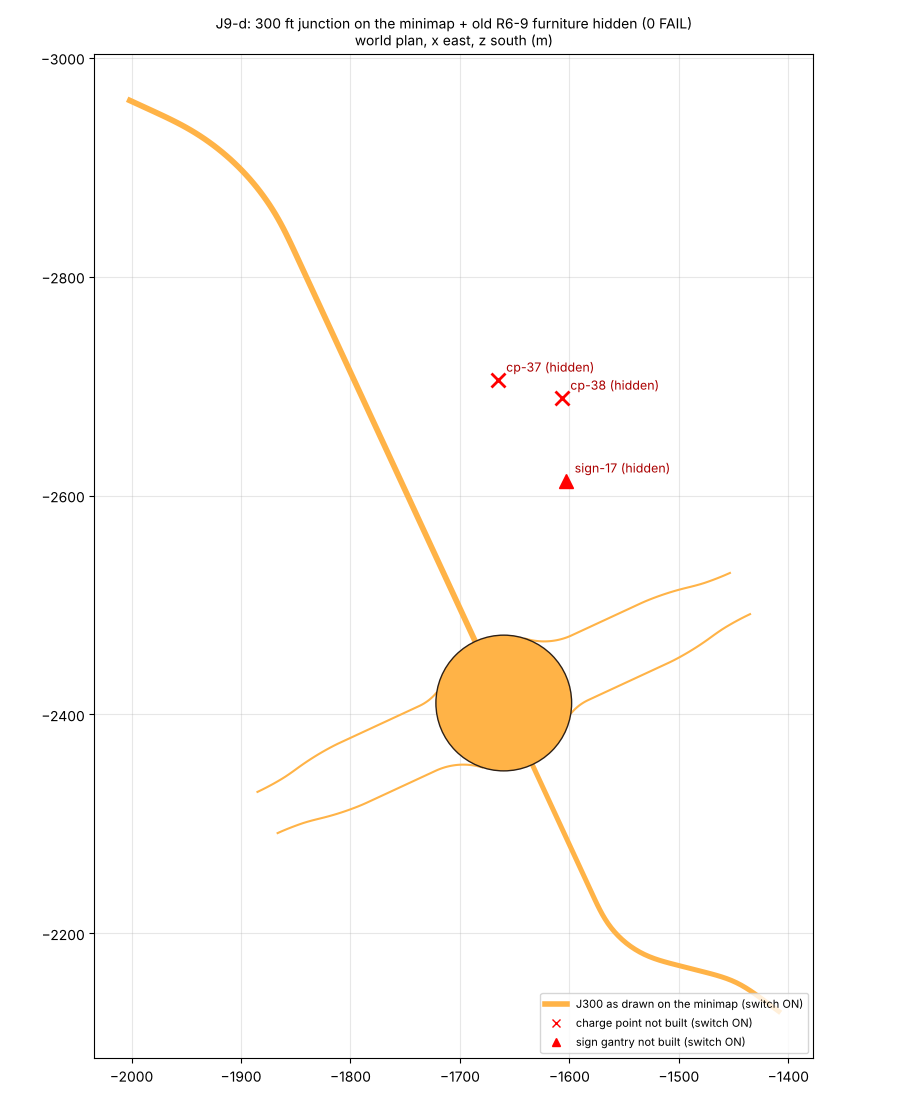 J9-d: 300 ft junction on the minimap + old R6-9 furniture hidden (0 FAIL)
world plan, x east, z south (m)
−3000
−2800
−2600
−2400
−2200
cp-37 (hidden)
cp-38 (hidden)
sign-17 (hidden)
J300 as drawn on the minimap (switch ON)
charge point not built (switch ON)
sign gantry not built (switch ON)
−2000
−1900
−1800
−1700
−1600
−1500
−1400